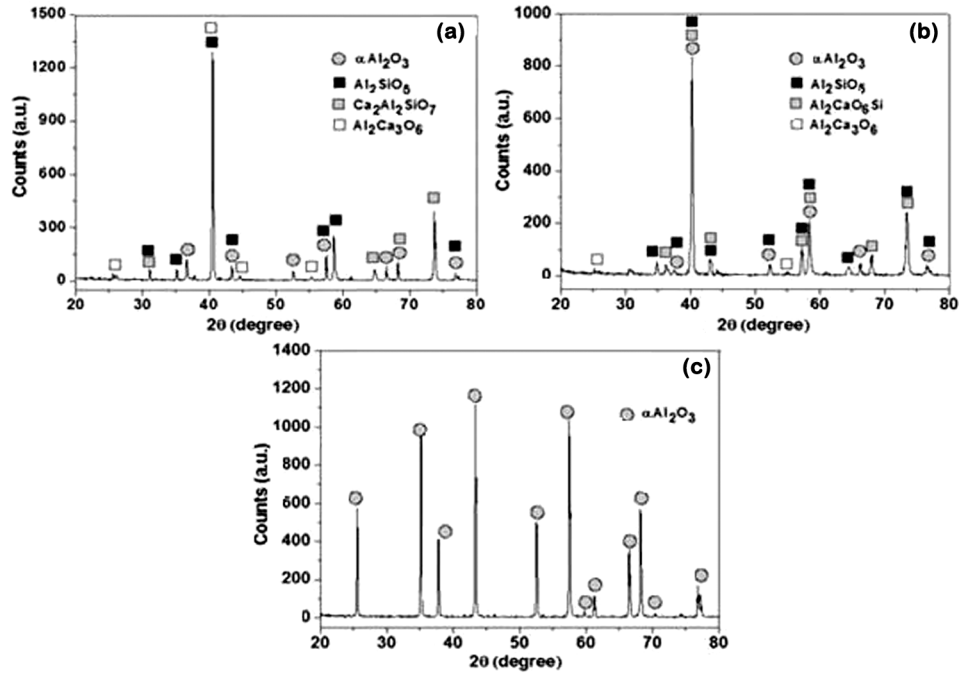 (a)
αAl2O3
Al2SiO5
Ca2Al2SiO7
Al2Ca3O6
Counts (a.u.)
1500
1200
900
600
300
0
20 30 40 50 60 70 80
2θ (degree)
(b)
αAl2O3
Al2SiO5
Al2CaO6Si
Al2Ca3O6
Counts (a.u.)
1000
800
600
400
200
0
20 30 40 50 60 70 80
2θ (degree)
(c)
αAl2O3
Counts (a.u.)
1400
1200
1000
800
600
400
200
0
20 30 40 50 60 70 80
2θ (degree)